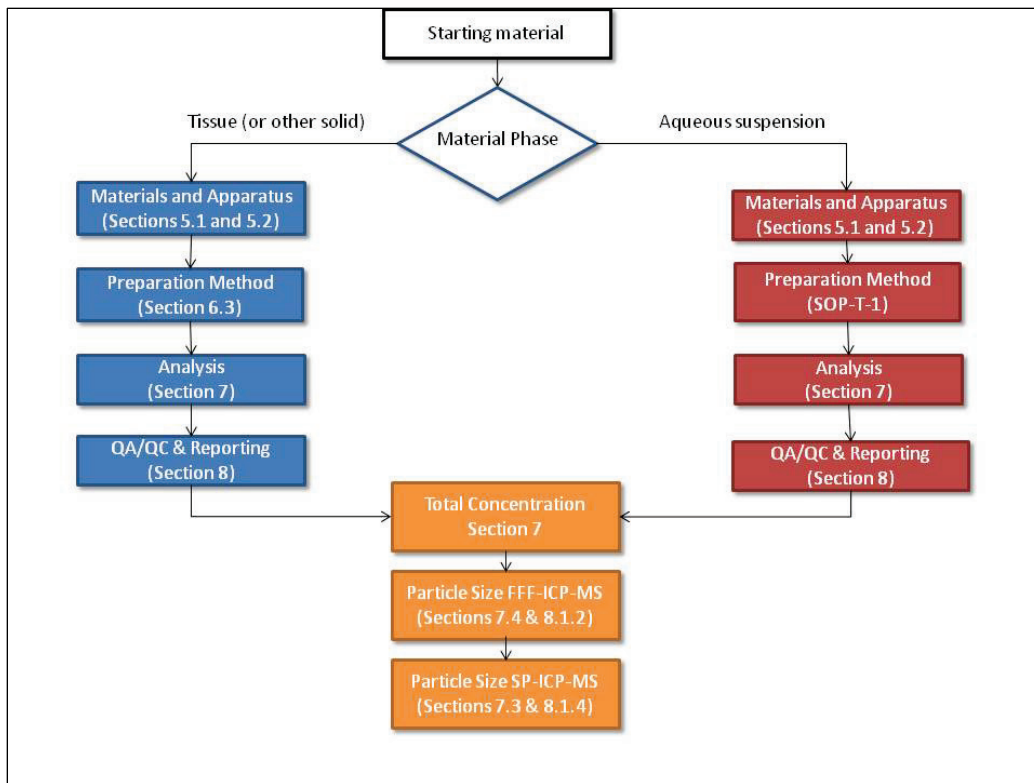 Starting material
Material Phase
Tissue (or other solid)
Aqueous suspension
Materials and Apparatus
(Sections 5.1 and 5.2)
Preparation Method
(Section 6.3)
Analysis
(Section 7)
QA/QC & Reporting
(Section 8)
Materials and Apparatus
(Sections 5.1 and 5.2)
Preparation Method
(SOP-T-1)
Analysis
(Section 7)
QA/QC & Reporting
(Section 8)
Total Concentration
Section 7
Particle Size FFF-ICP-MS
(Sections 7.4 & 8.1.2)
Particle Size SP-ICP-MS
(Sections 7.3 & 8.1.4)